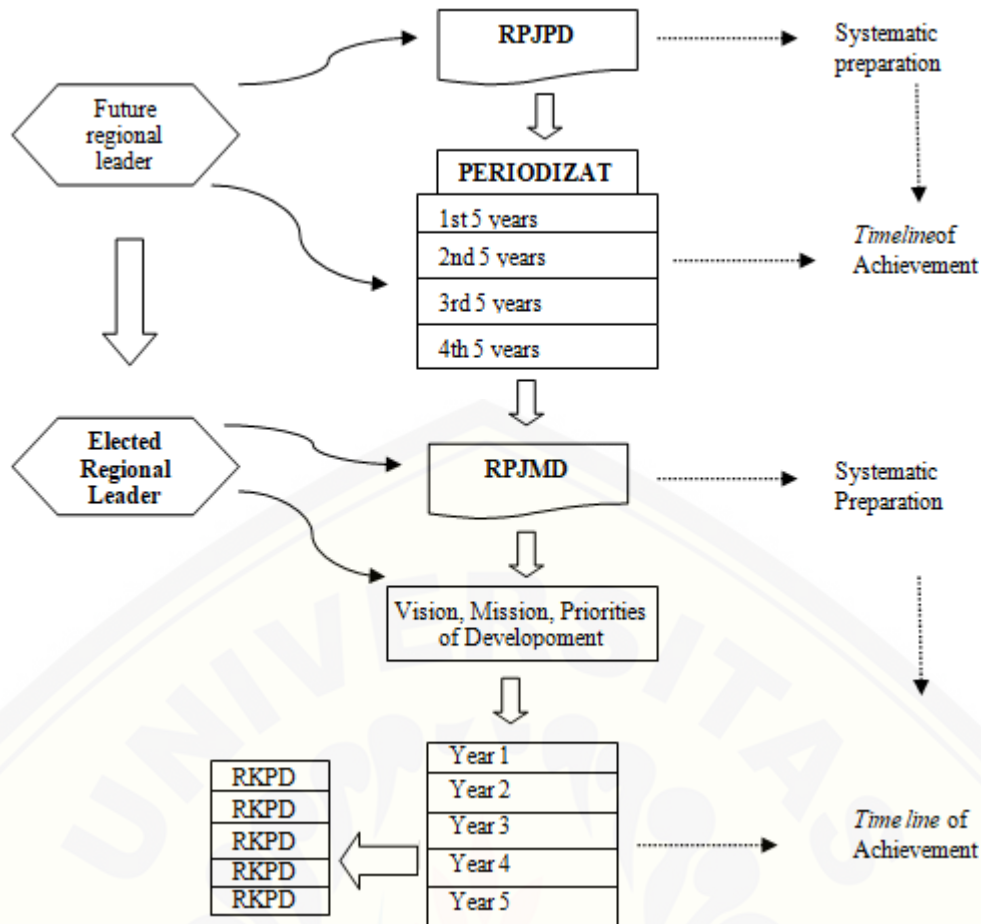 RPJPD
Systematic
preparation
Future
regional
leader
PERIODIZAT
1st 5 years
2nd 5 years
3rd 5 years
4th 5 years
Timelineof
Achievement
Elected
Regional
Leader
RPJMD
Systematic
Preparation
Vision, Mission, Priorities
of Developoment
Year 1
Year 2
Year 3
Year 4
Year 5
RKPD
RKPD
RKPD
RKPD
RKPD
Time line of
Achievement
UNIVERSITAS